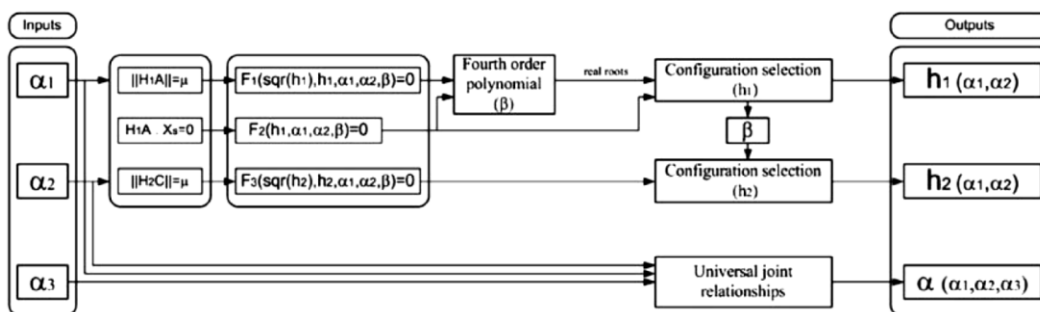 Inputs
Outputs
α1
||H1A||=μ
F1(sqr(h1),h1,α1,α2,β)=0
Fourth order
polynomial
(β)
real roots
Configuration selection
(h1)
h1 (α1,α2)
H1A . Xs=0
F2(h1,α1,α2,β)=0
β
α2
||H2C||=μ
F3(sqr(h2),h2,α1,α2,β)=0
Configuration selection
(h2)
h2 (α1,α2)
α3
Universal joint
relationships
α (α1,α2,α3)